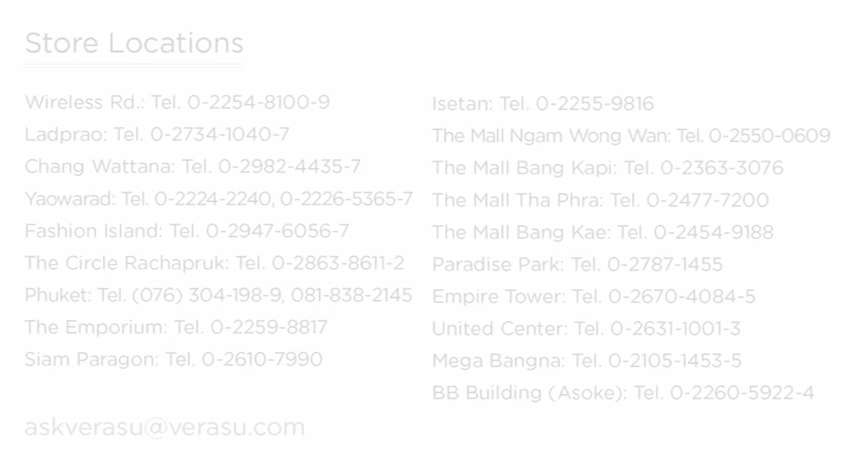 Store Locations
Wireless Rd.: Tel. 0-2254-8100-9
Ladprao: Tel. 0-2734-1040-7
Chang Wattana: Tel. 0-2982-4435-7
Yaowarad: Tel. 0-2224-2240, 0-2226-5365-7
Fashion Island: Tel. 0-2947-6056-7
The Circle Rachapruk: Tel. 0-2863-8611-2
Phuket: Tel. (076) 304-198-9, 081-838-2145
The Emporium: Tel. 0-2259-8817
Siam Paragon: Tel. 0-2610-7990
Isetan: Tel. 0-2255-9816
The Mall Ngam Wong Wan: Tel. 0-2550-0609
The Mall Bang Kapi: Tel. 0-2363-3076
The Mall Tha Phra: Tel. 0-2477-7200
The Mall Bang Kae: Tel. 0-2454-9188
Paradise Park: Tel. 0-2787-1455
Empire Tower: Tel. 0-2670-4084-5
United Center: Tel. 0-2631-1001-3
Mega Bangna: Tel. 0-2105-1453-5
BB Building (Asoke): Tel. 0-2260-5922-4
askverasu@verasu.com